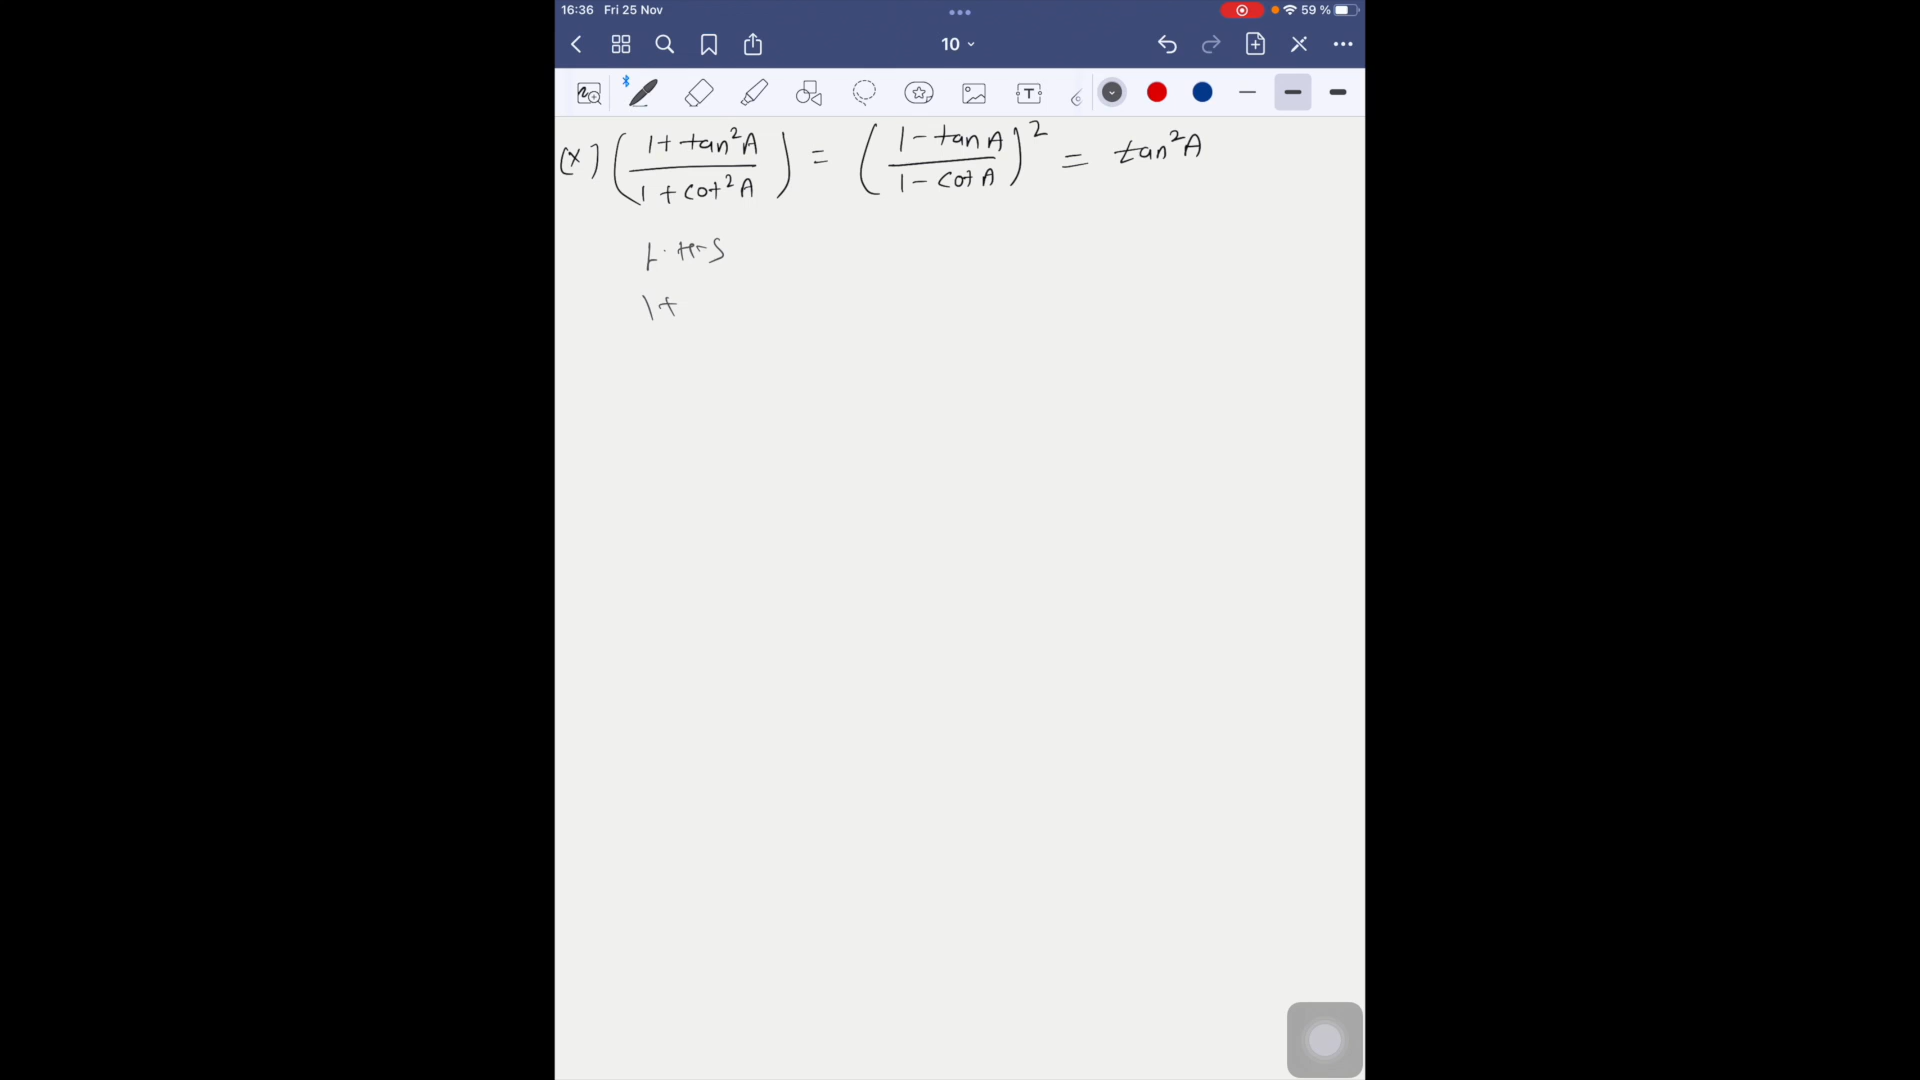 16:36 Fri 25 Nov 59 %
10
T
(x) ( 1 + tan²A / 1 + cot²A ) = ( 1 - tan A / 1 - cot A )² = tan²A
L.H.S
1+